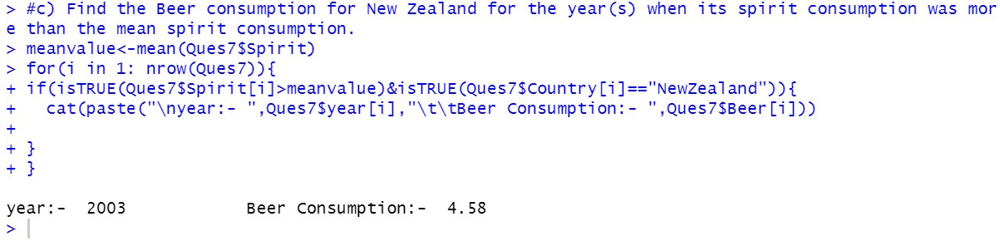 > #c) Find the Beer consumption for New Zealand for the year(s) when its spirit consumption was mor
e than the mean spirit consumption.
> meanvalue<-mean(Ques7$Spirit)
> for(i in 1: nrow(Ques7)){
+ if(isTRUE(Ques7$Spirit[i]>meanvalue)&isTRUE(Ques7$Country[i]=="NewZealand")){
+   cat(paste("\nyear:- ",Ques7$year[i],"\t\tBeer Consumption:- ",Ques7$Beer[i]))
+
+ }
+ }
year:-  2003            Beer Consumption:-  4.58
>